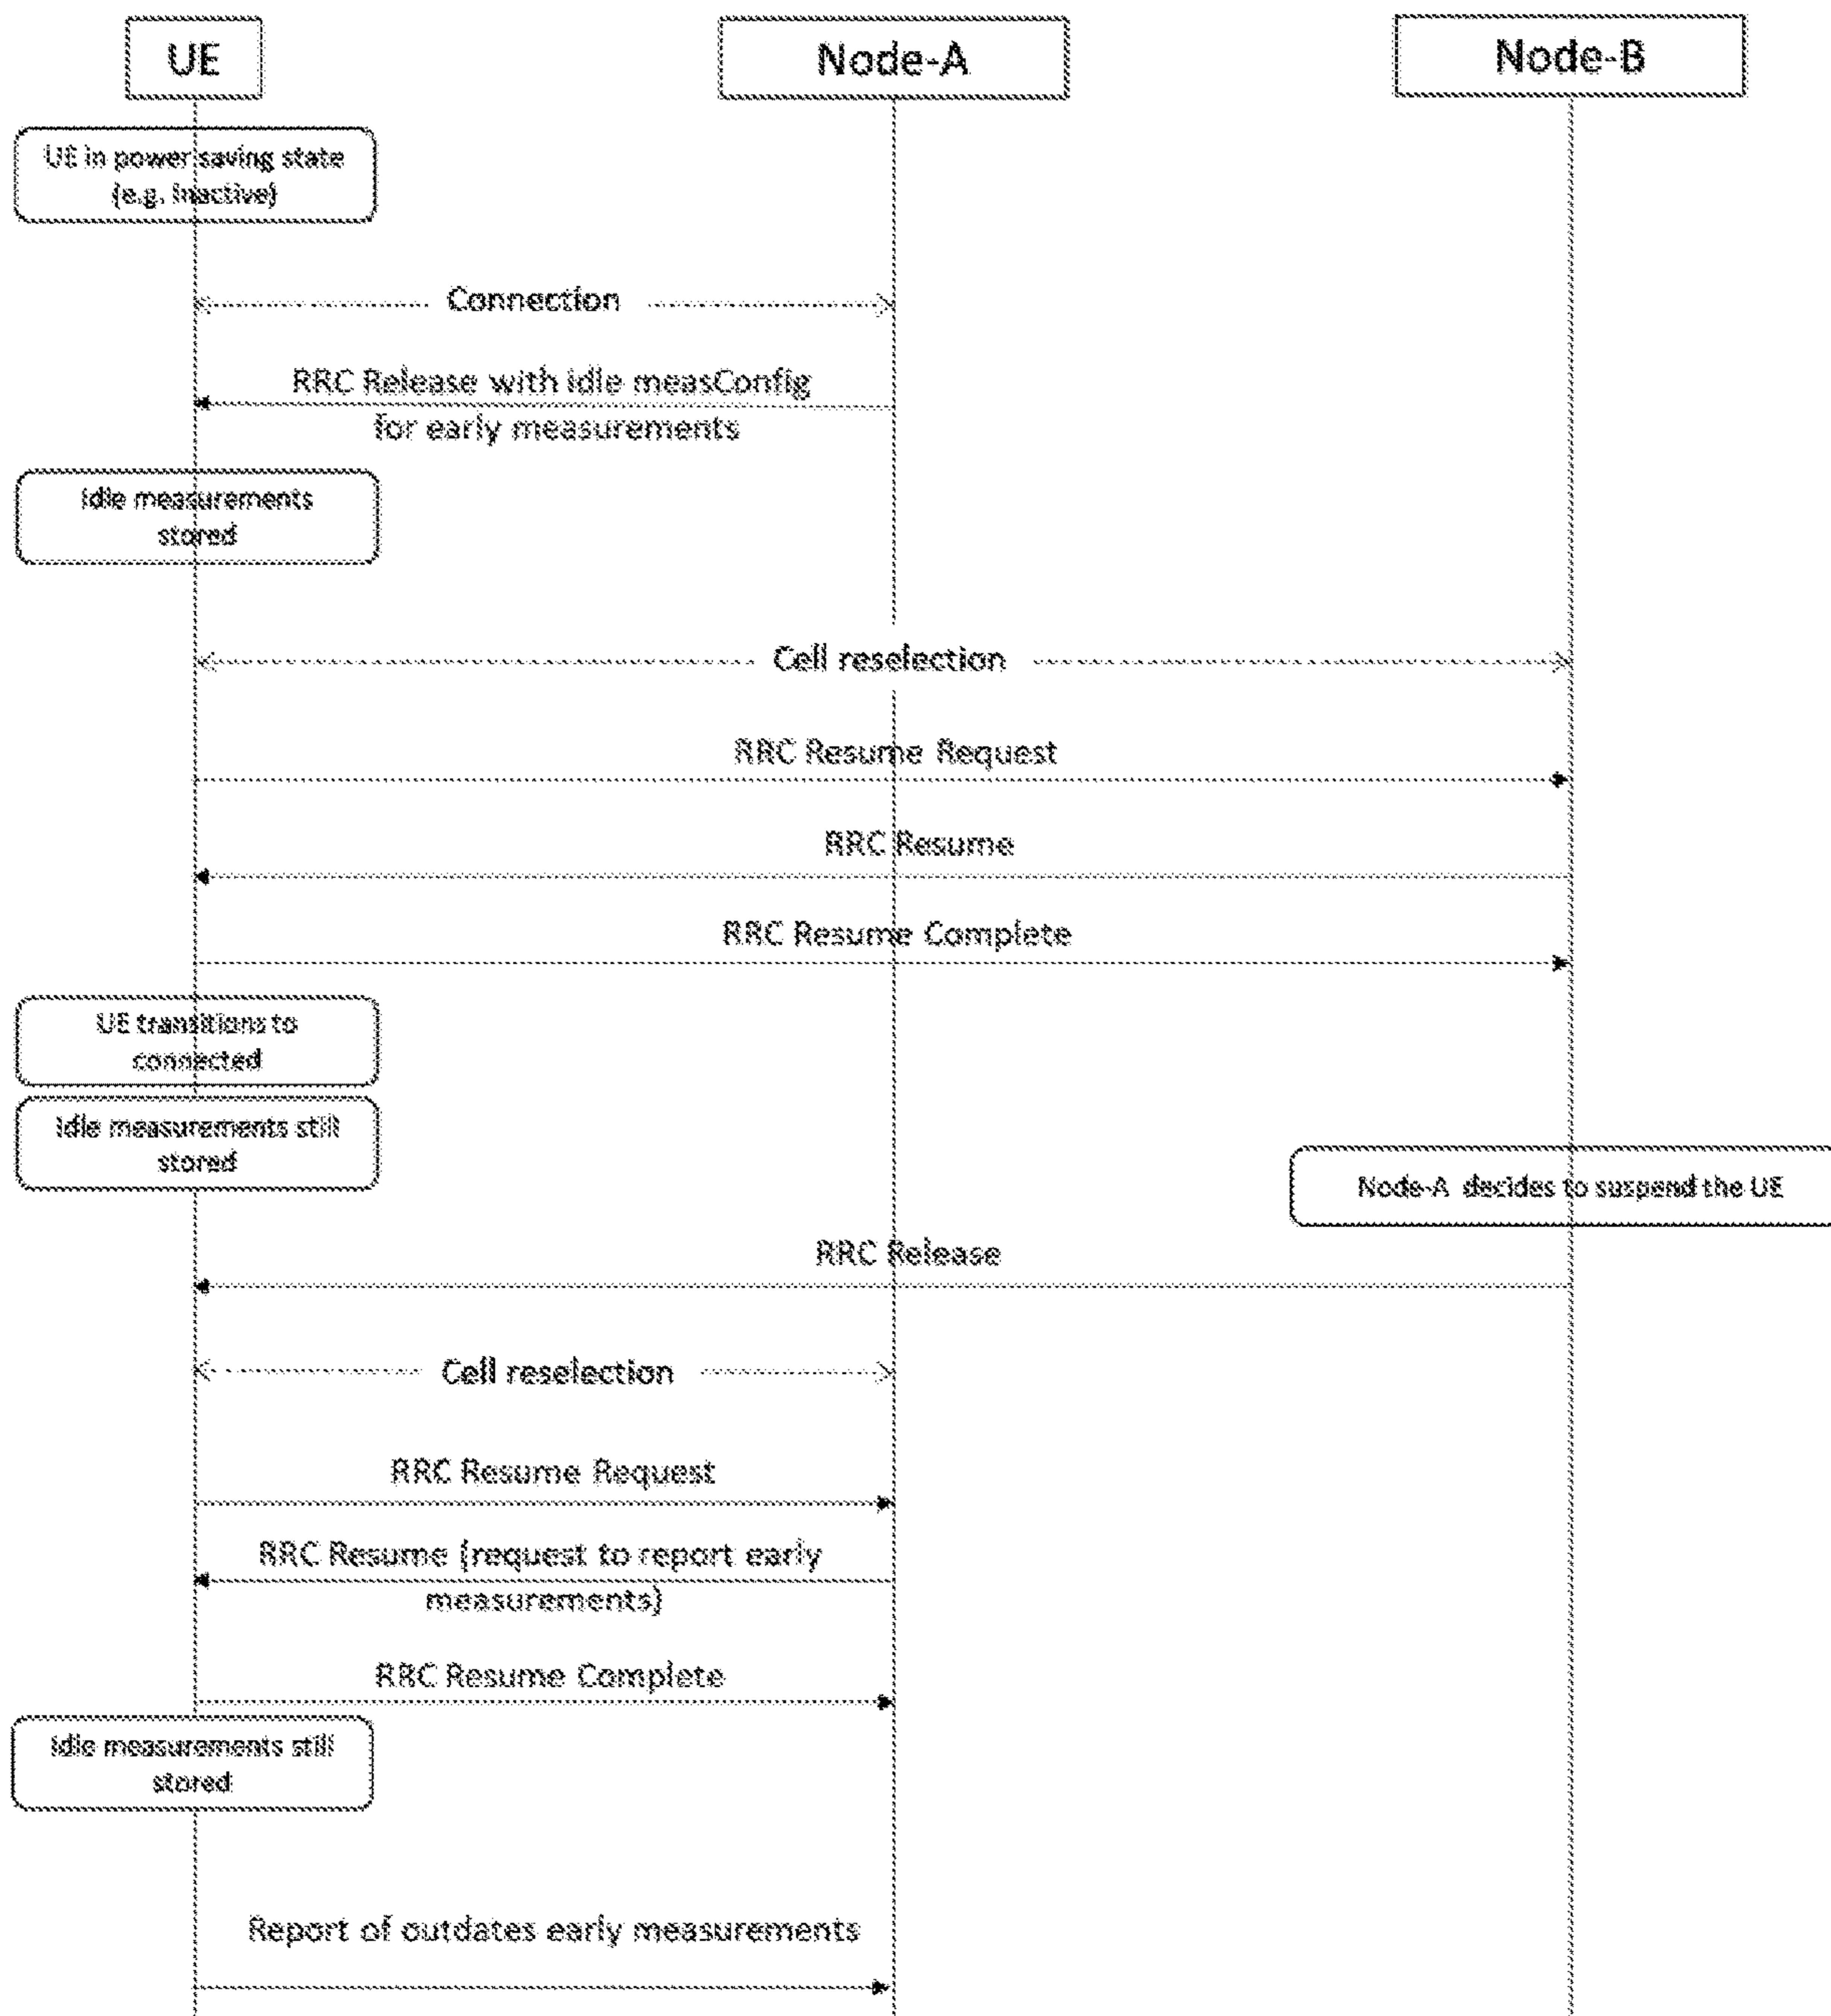 UE
Node-A
Node-B
UE in power saving state
(e.g. inactive)
Connection
RRC Release with idle measConfig
for early measurements
Idle measurements
stored
Cell reselection
RRC Resume Request
RRC Resume
RRC Resume Complete
UE transitions to
connected
Idle measurements still
stored
Node-A decides to suspend the UE
RRC Release
Cell reselection
RRC Resume Request
RRC Resume (request to report early
measurements)
RRC Resume Complete
Idle measurements still
stored
Report of outdates early measurements